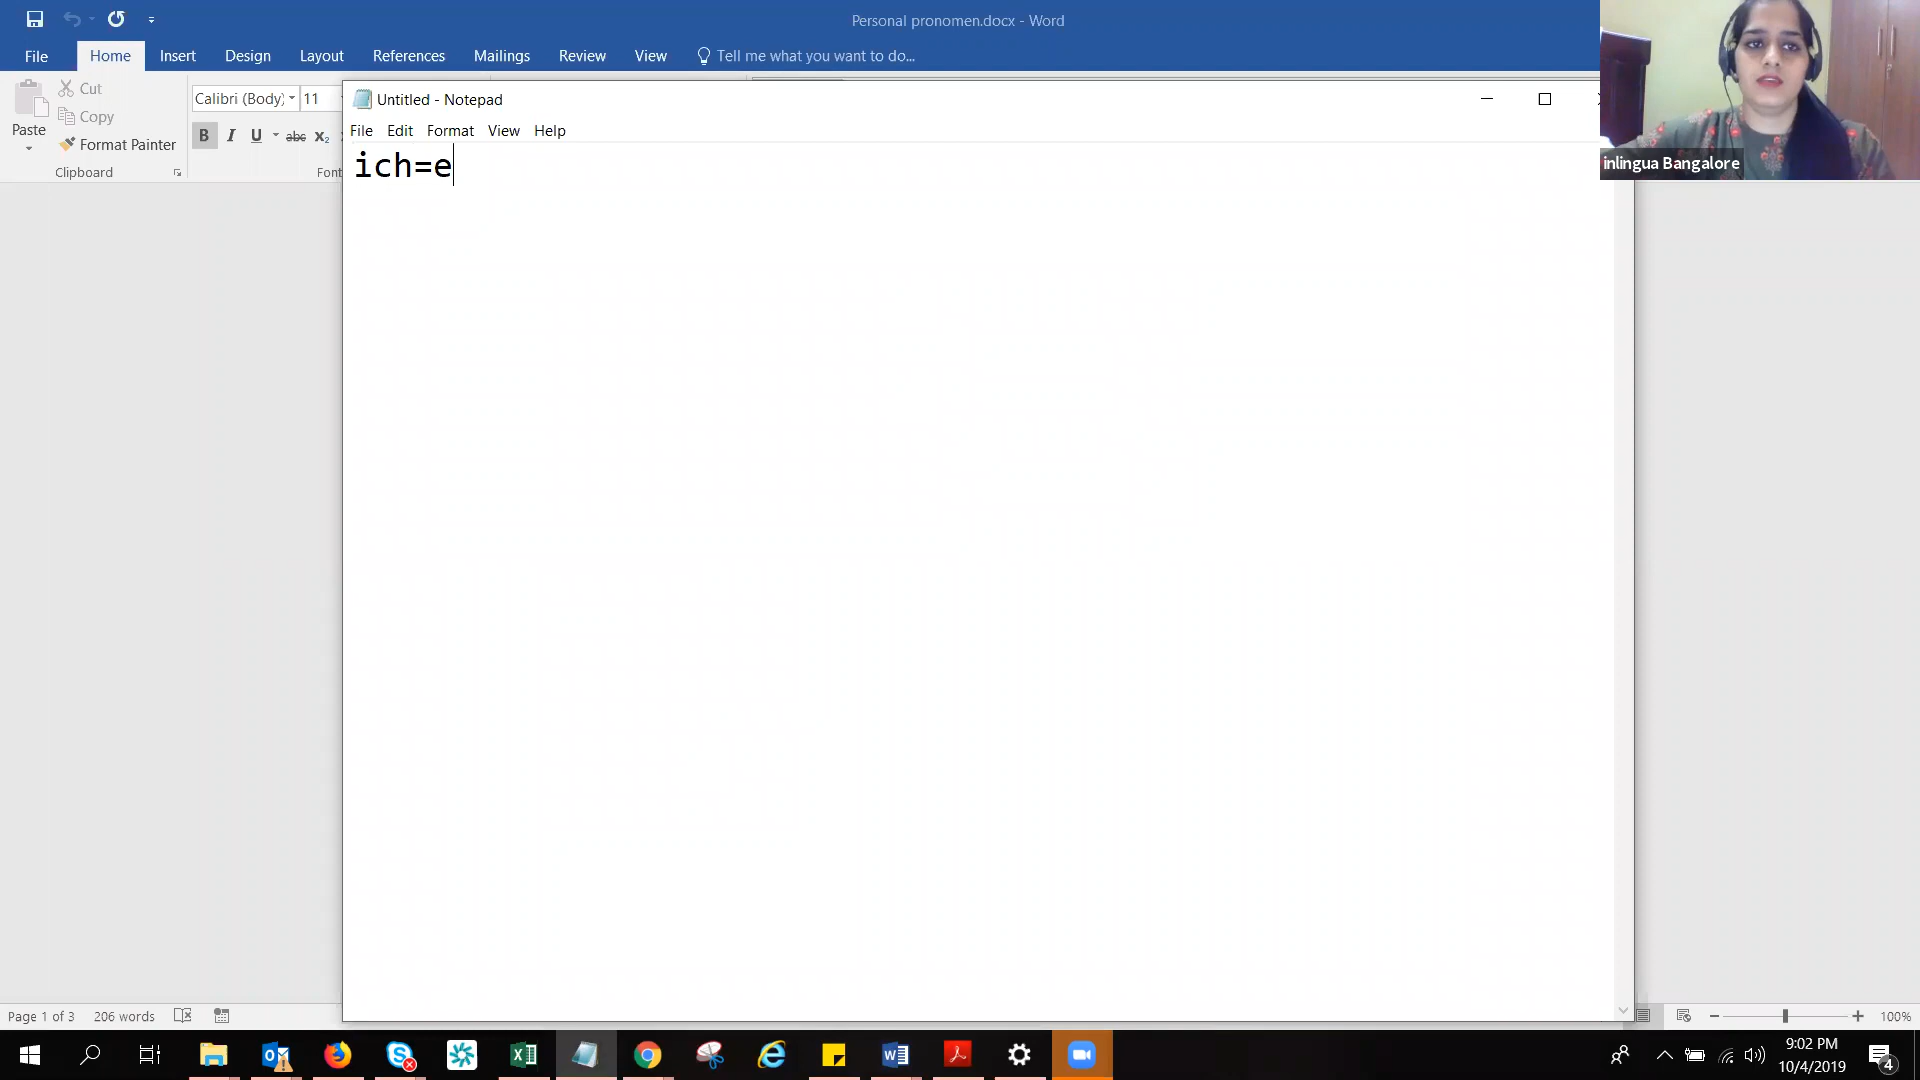 Personal pronomen.docx - Word
File Home Insert Design Layout References Mailings Review View Tell me what you want to do...
Cut
Copy
Paste
Format Painter
Clipboard
Calibri (Body) 11
B I U abc x₂
Font
Untitled - Notepad
File Edit Format View Help
ich=e
inlingua Bangalore
Page 1 of 3 206 words
100%
9:02 PM
10/4/2019
4